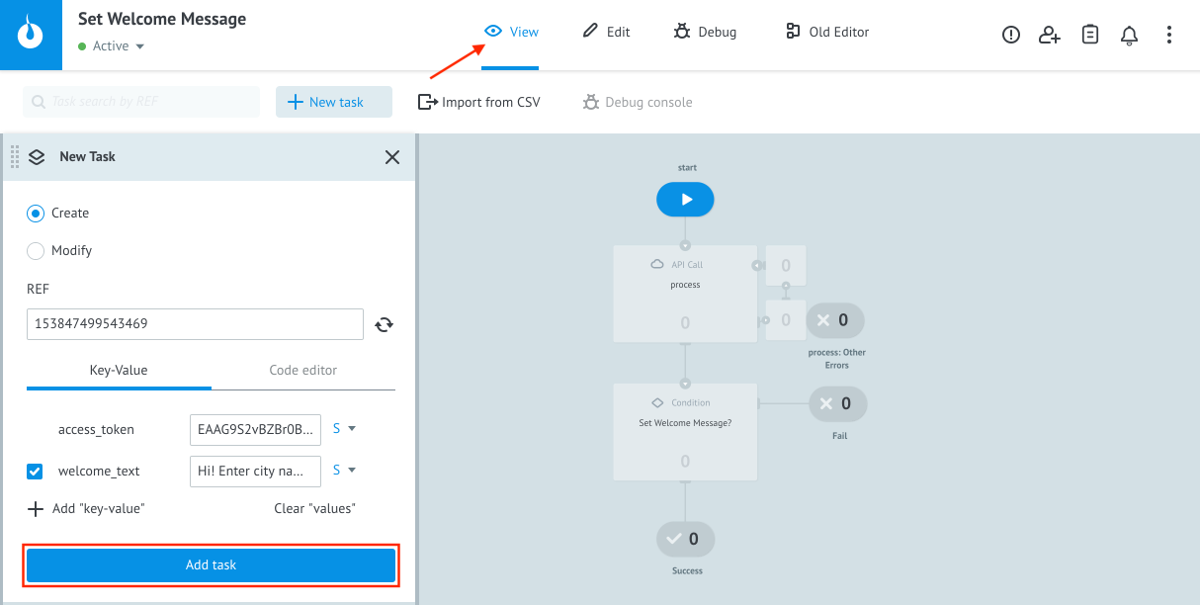 Set Welcome Message
Active
View
Edit
Debug
Old Editor
Task search by REF
New task
Import from CSV
Debug console
New Task
Create
Modify
REF
153847499543469
Key-Value
Code editor
access_token
EAAG9S2vBZBr0B...
S
welcome_text
Hi! Enter city na...
S
Add "key-value"
Clear "values"
Add task
start
API Call
process
0
0
0
0
process: Other
Errors
Condition
Set Welcome Message?
0
0
Fail
0
Success